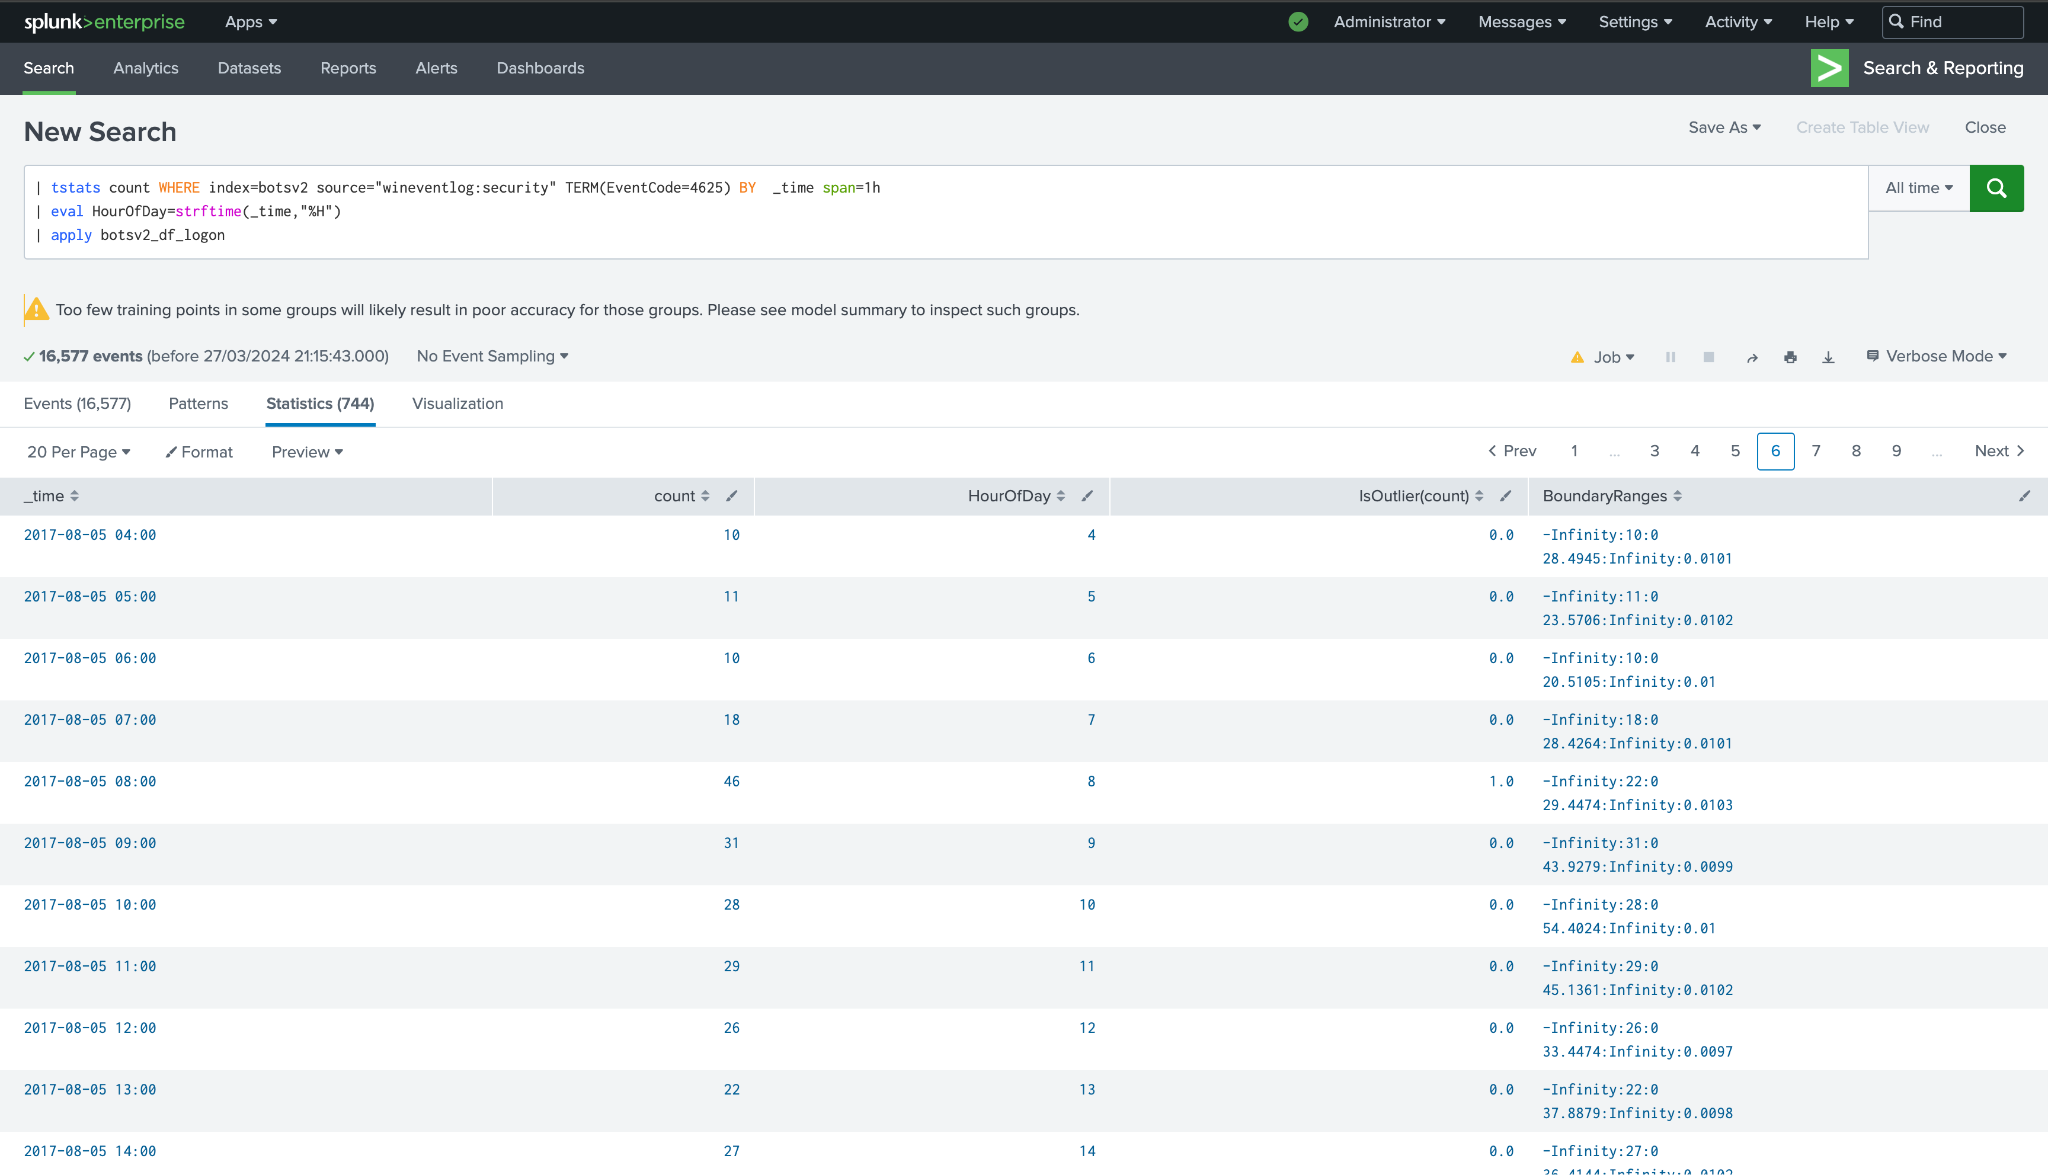 splunk>enterprise Apps Administrator Messages Settings Activity Help Find
Search Analytics Datasets Reports Alerts Dashboards Search & Reporting
New Search Save As Create Table View Close
| tstats count WHERE index=botsv2 source="wineventlog:security" TERM(EventCode=4625) BY _time span=1h
| eval HourOfDay=strftime(_time,"%H")
| apply botsv2_df_logon
All time
Too few training points in some groups will likely result in poor accuracy for those groups. Please see model summary to inspect such groups.
16,577 events (before 27/03/2024 21:15:43.000) No Event Sampling Job Verbose Mode
Events (16,577) Patterns Statistics (744) Visualization
20 Per Page Format Preview < Prev 1 ... 3 4 5 6 7 8 9 ... Next >
_time count HourOfDay IsOutlier(count) BoundaryRanges
2017-08-05 04:00 10 4 0.0 -Infinity:10:0
28.4945:Infinity:0.0101
2017-08-05 05:00 11 5 0.0 -Infinity:11:0
23.5706:Infinity:0.0102
2017-08-05 06:00 10 6 0.0 -Infinity:10:0
20.5105:Infinity:0.01
2017-08-05 07:00 18 7 0.0 -Infinity:18:0
28.4264:Infinity:0.0101
2017-08-05 08:00 46 8 1.0 -Infinity:22:0
29.4474:Infinity:0.0103
2017-08-05 09:00 31 9 0.0 -Infinity:31:0
43.9279:Infinity:0.0099
2017-08-05 10:00 28 10 0.0 -Infinity:28:0
54.4024:Infinity:0.01
2017-08-05 11:00 29 11 0.0 -Infinity:29:0
45.1361:Infinity:0.0102
2017-08-05 12:00 26 12 0.0 -Infinity:26:0
33.4474:Infinity:0.0097
2017-08-05 13:00 22 13 0.0 -Infinity:22:0
37.8879:Infinity:0.0098
2017-08-05 14:00 27 14 0.0 -Infinity:27:0